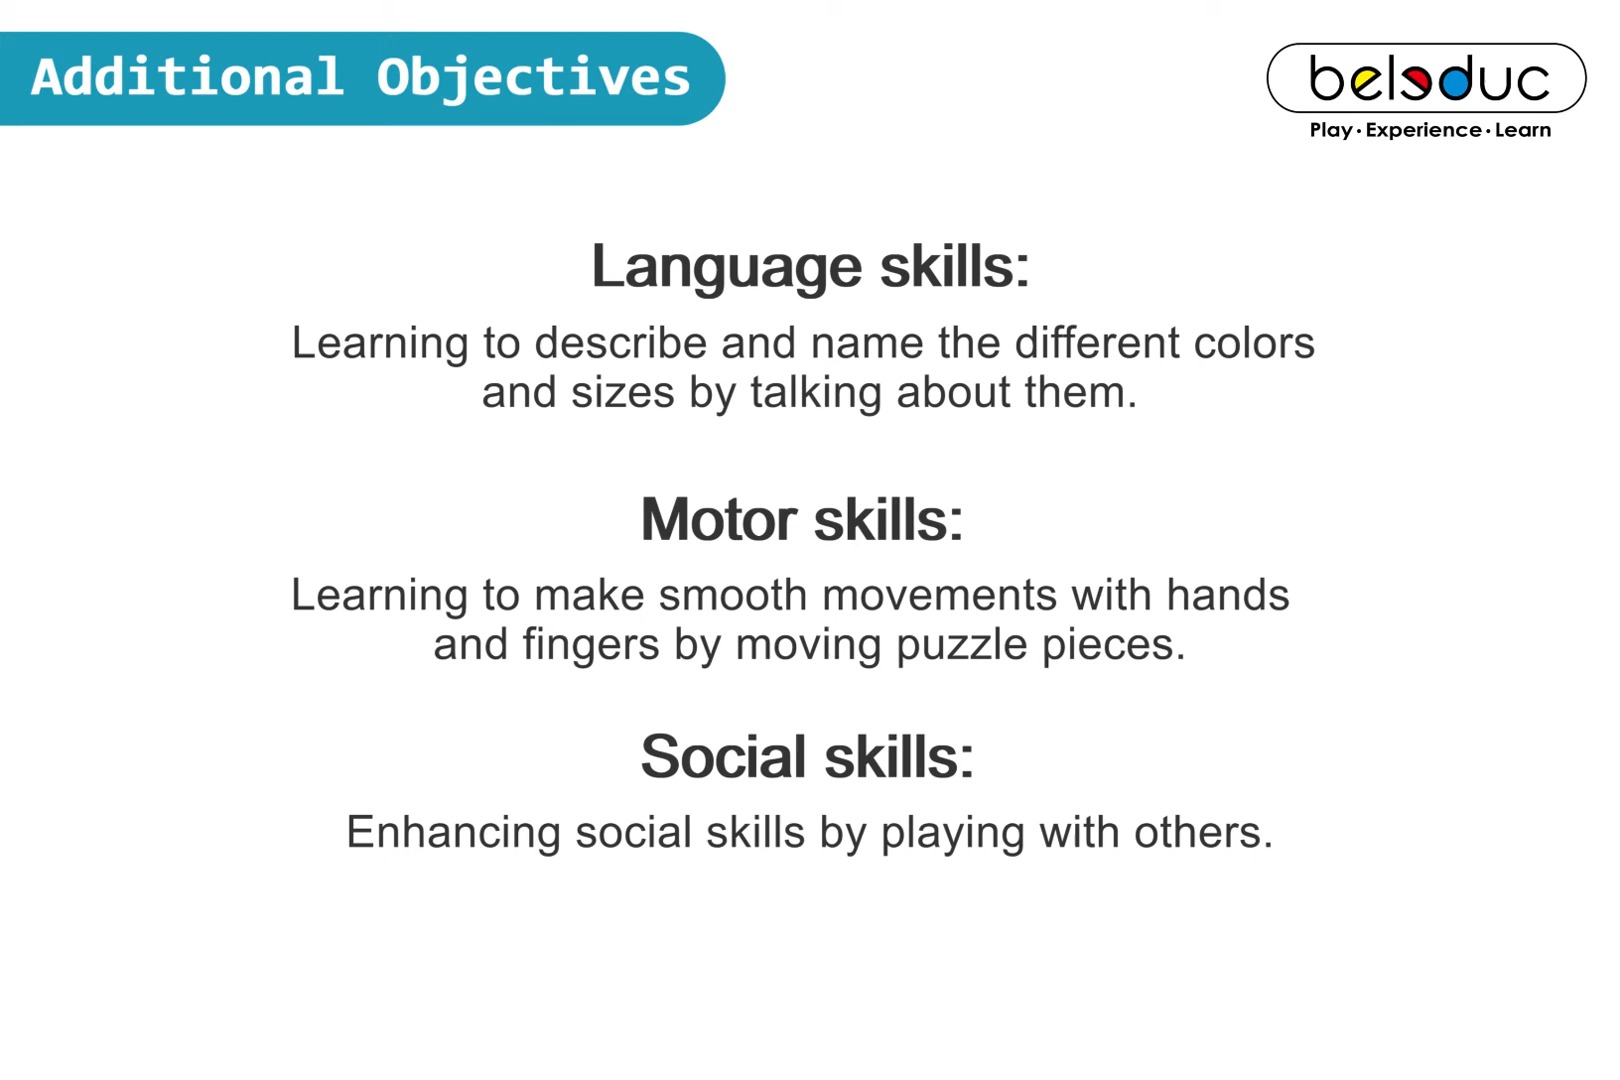 Additional Objectives
beleduc
Play · Experience · Learn
Language skills:
Learning to describe and name the different colors
and sizes by talking about them.
Motor skills:
Learning to make smooth movements with hands
and fingers by moving puzzle pieces.
Social skills:
Enhancing social skills by playing with others.